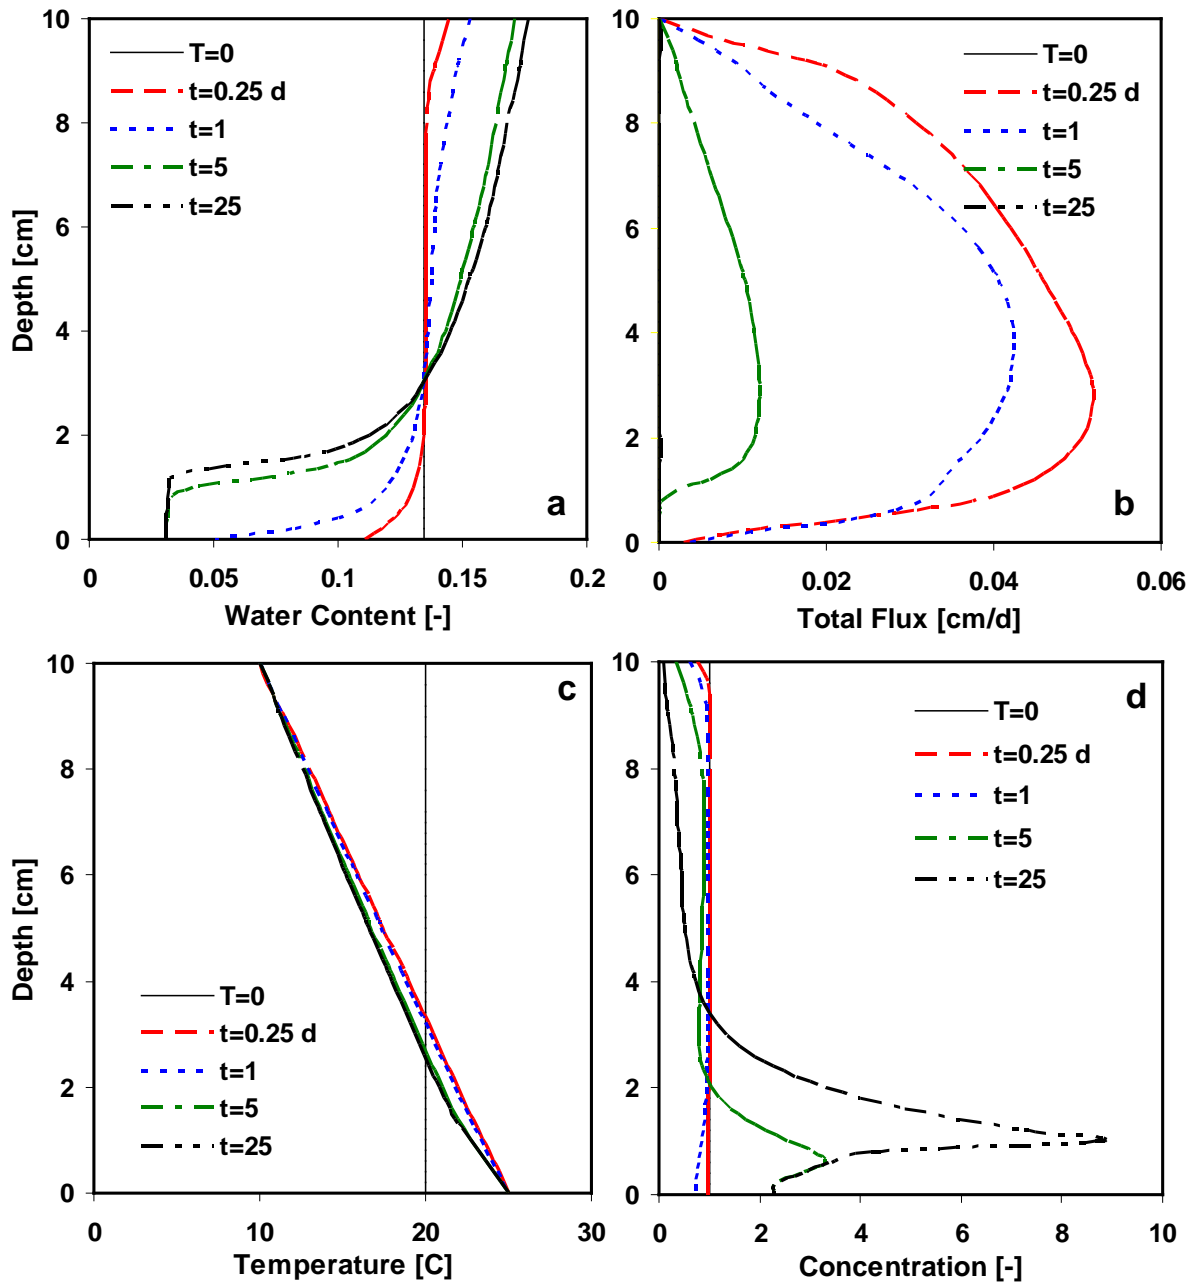 10
8
6
4
2
0
Depth [cm]
T=0
t=0.25 d
t=1
t=5
t=25
a
0 0.05 0.1 0.15 0.2
Water Content [-]
10
8
6
4
2
0
T=0
t=0.25 d
t=1
t=5
t=25
b
0 0.02 0.04 0.06
Total Flux [cm/d]
10
8
6
4
2
0
Depth [cm]
c
T=0
t=0.25 d
t=1
t=5
t=25
0 10 20 30
Temperature [C]
10
8
6
4
2
0
d
T=0
t=0.25 d
t=1
t=5
t=25
0 2 4 6 8 10
Concentration [-]